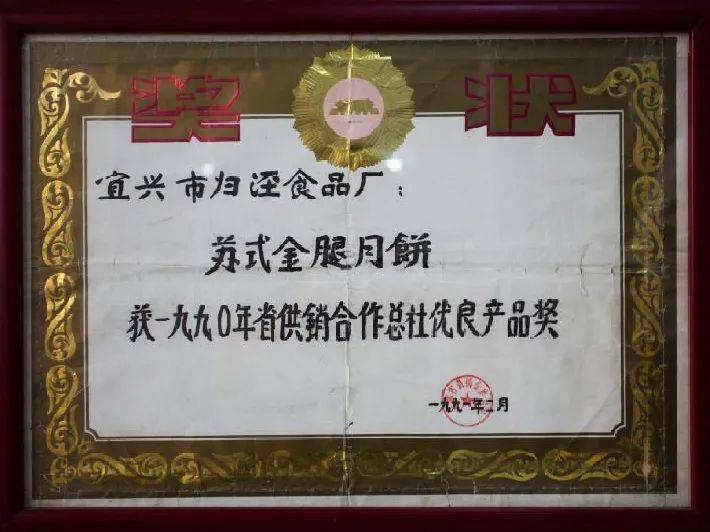 奖状
宜兴市归泾食品厂：
苏式金腿月餅
获一九九0年省供销合作总社优良产品奖
一九九一年二月